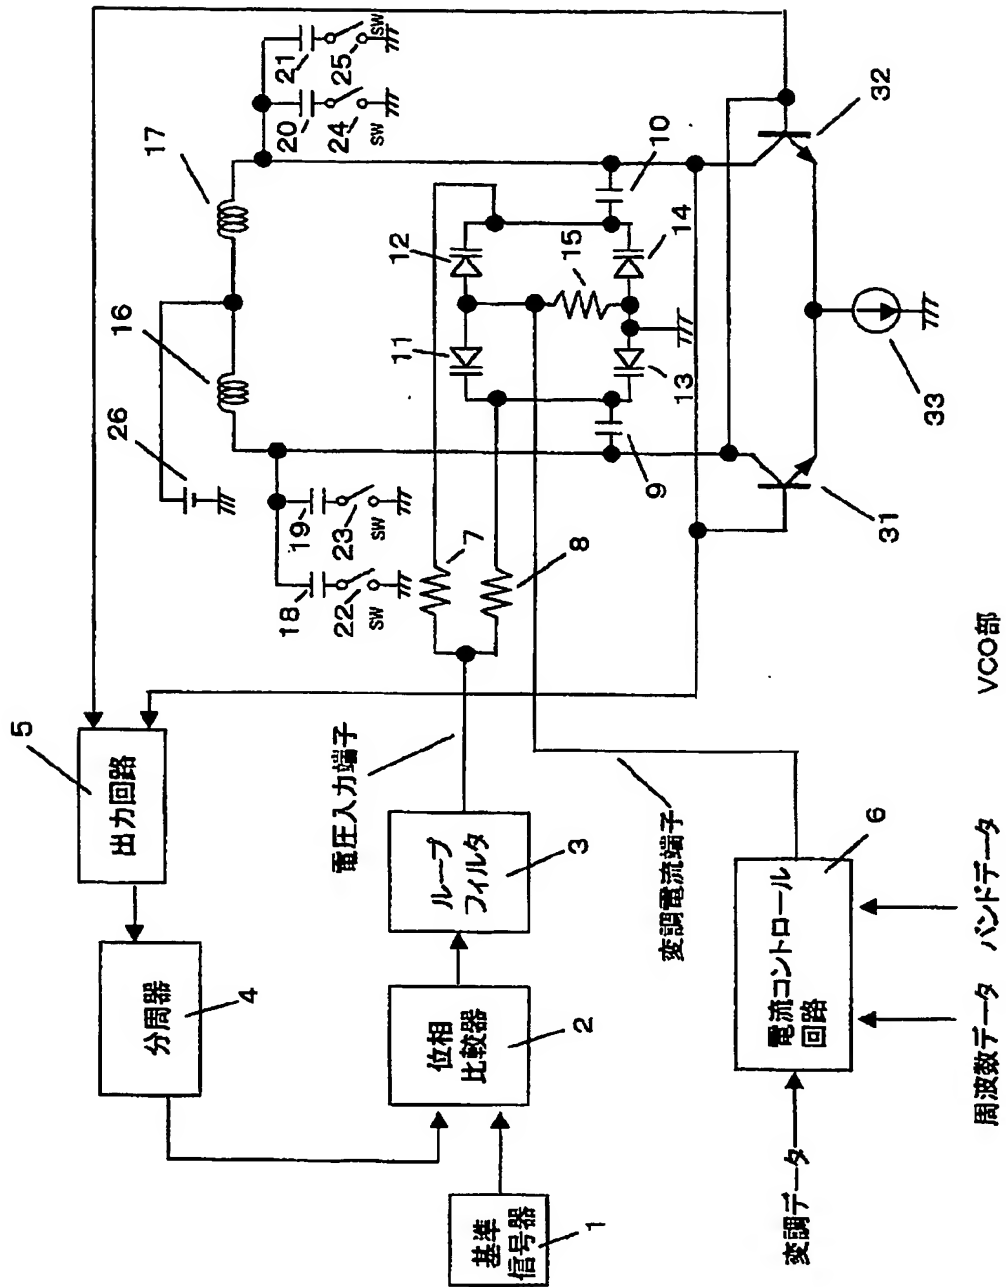 5
出力回路
分周器
4
位相
比較器
2
ループ
フィルタ
3
基準
信号器
1
電圧入力端子
変調電流端子
電流コントロール
回路
6
変調データ
周波数データ
バンドデータ
VCO部
26
16
17
18
19
22
SW
23
SW
20
21
24
SW
25
SW
7
8
9
10
11
12
13
14
15
31
32
33